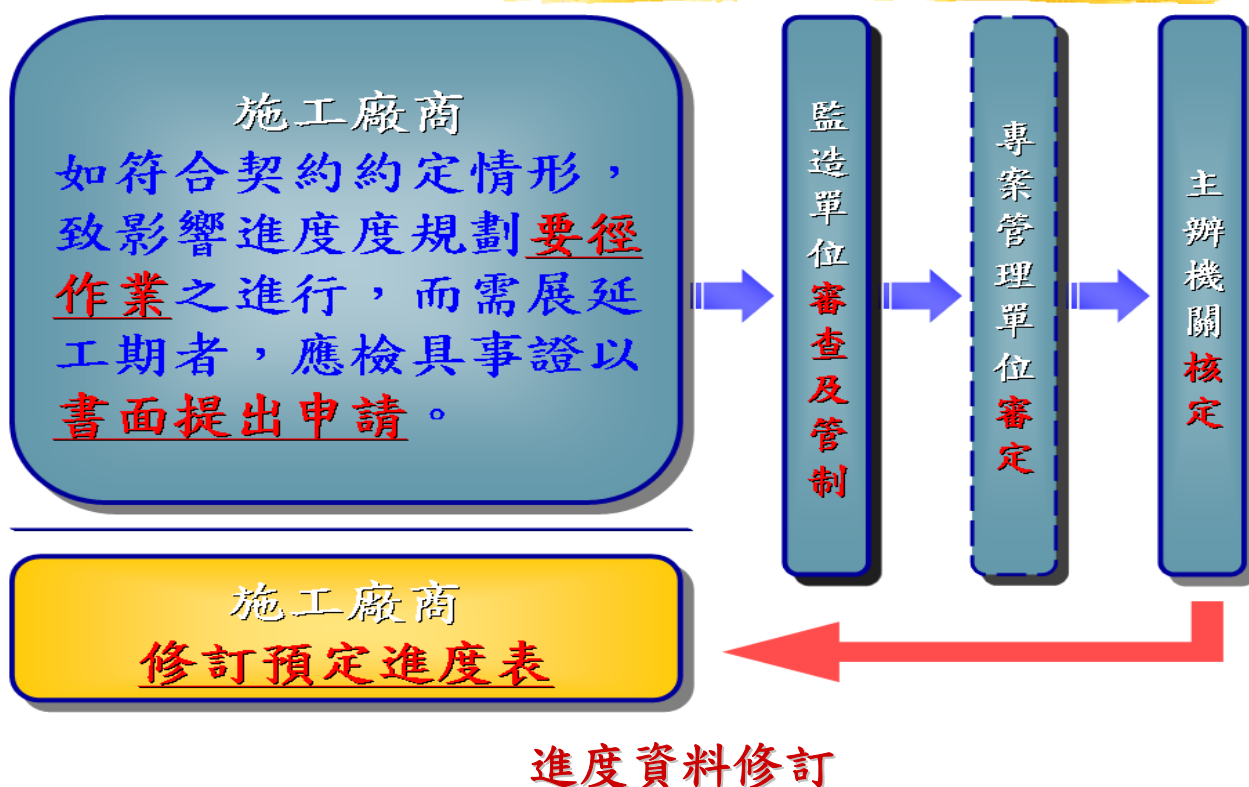 施工廠商
如符合契約約定情形，
致影響進度度規劃要徑
作業之進行，而需展延
工期者，應檢具事證以
書面提出申請。
監造單位審查及管制
專案管理單位審定
主辦機關核定
施工廠商
修訂預定進度表
進度資料修訂